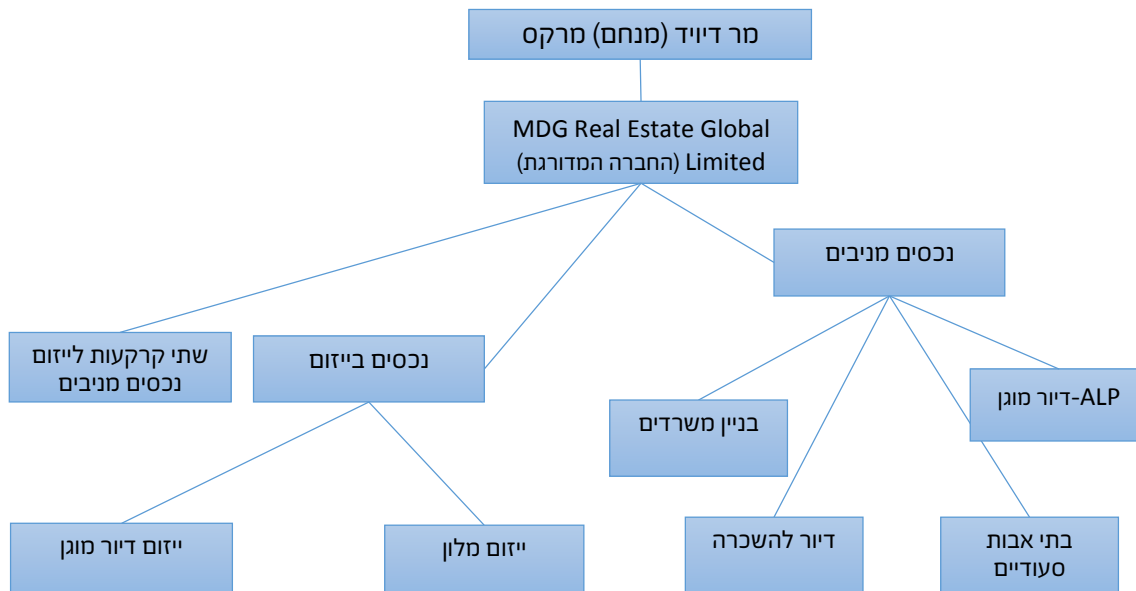 מר דיויד (מנחם) מרקס
MDG Real Estate Global
Limited (החברה המדורגת)
נכסים מניבים
שתי קרקעות לייזום
נכסים מניבים
נכסים בייזום
ALP-דיור מוגן
בניין משרדים
ייזום דיור מוגן
ייזום מלון
דיור להשכרה
בתי אבות
סעודיים